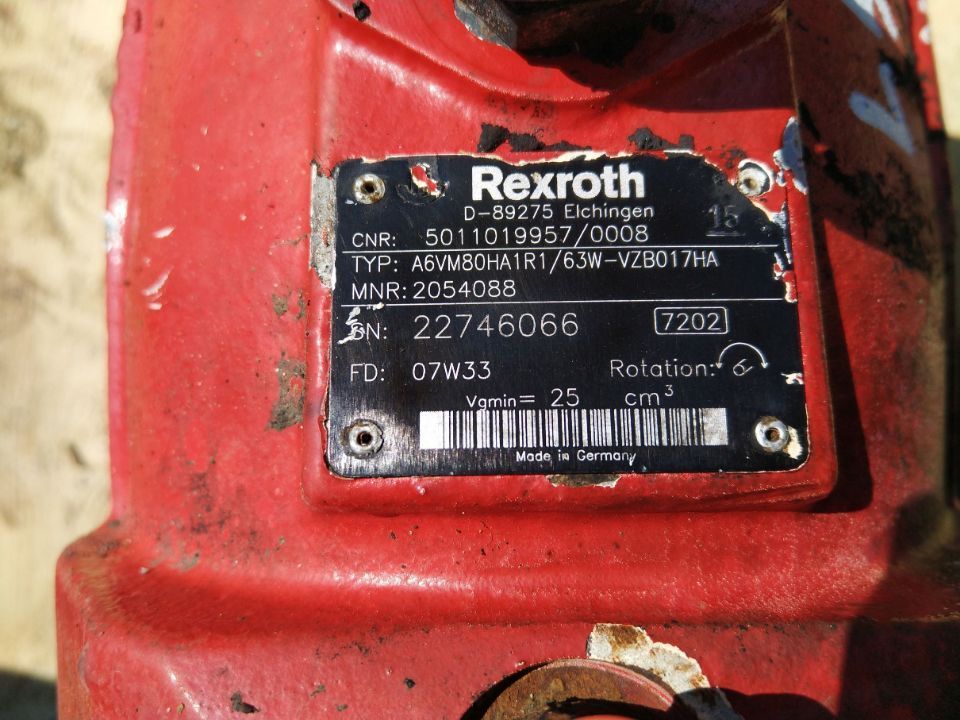 Rexroth
D-89275 Elchingen
15
CNR: 5011019957/0008
TYP: A6VM80HA1R1/63W-VZB017HA
MNR: 2054088
SN: 22746066 7202
FD: 07W33 Rotation:
Vgmin= 25 cm³
Made in Germany